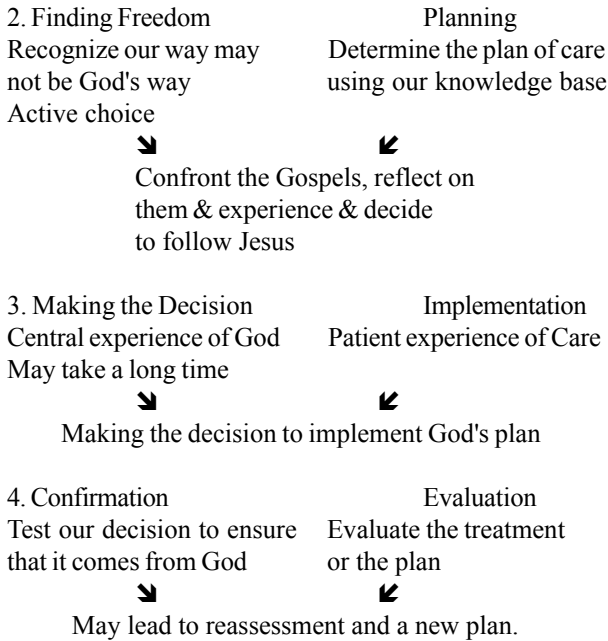 2. Finding Freedom Planning
Recognize our way may Determine the plan of care
not be God's way using our knowledge base
Active choice
🡾 🡿
Confront the Gospels, reflect on
them & experience & decide
to follow Jesus
3. Making the Decision Implementation
Central experience of God Patient experience of Care
May take a long time
🡾 🡿
Making the decision to implement God's plan
4. Confirmation Evaluation
Test our decision to ensure Evaluate the treatment
that it comes from God or the plan
🡾 🡿
May lead to reassessment and a new plan.